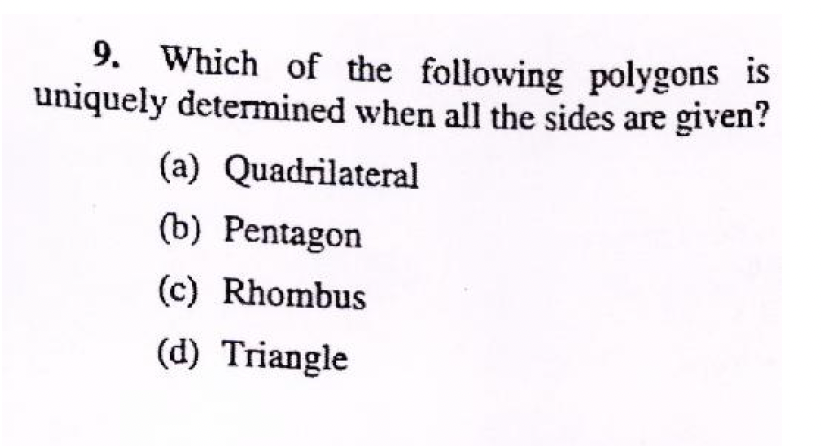 9. Which of the following polygons is
uniquely determined when all the sides are given?
(a) Quadrilateral
(b) Pentagon
(c) Rhombus
(d) Triangle